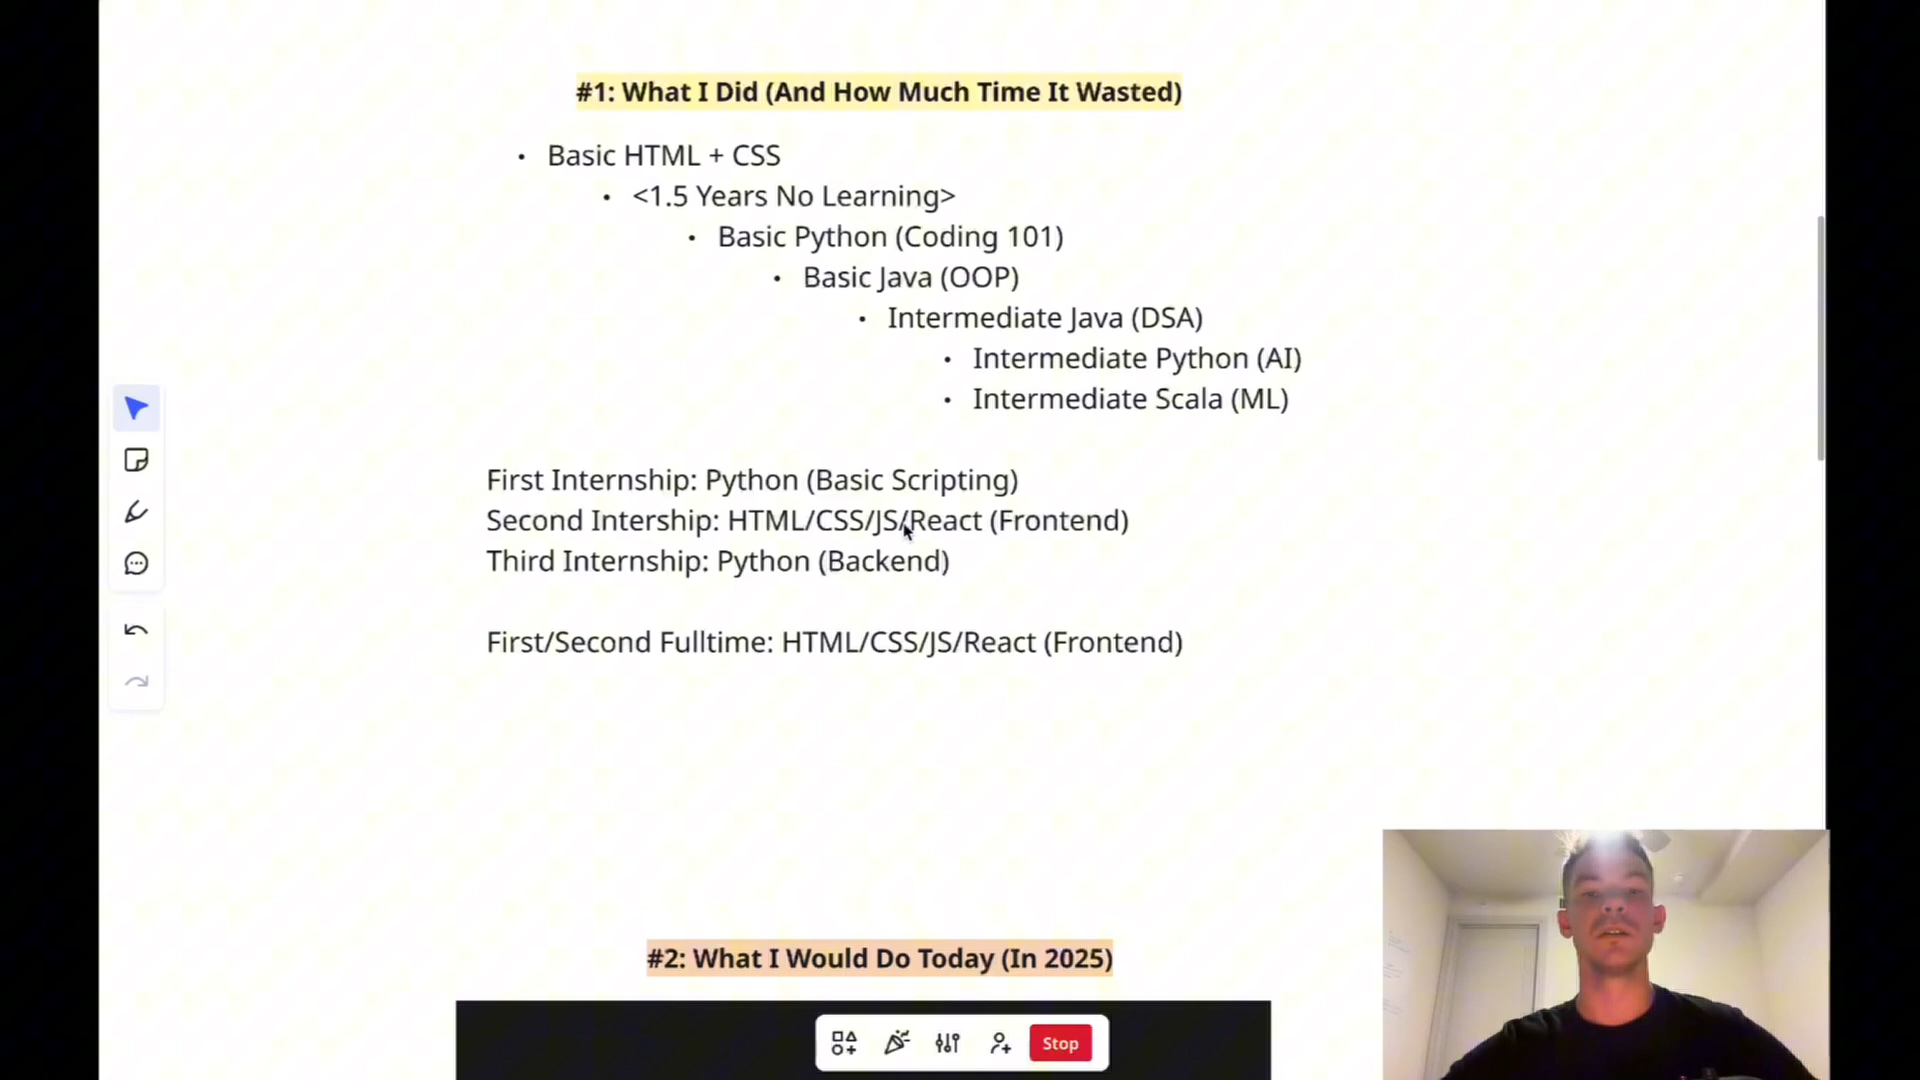 #1: What I Did (And How Much Time It Wasted)
• Basic HTML + CSS
• <1.5 Years No Learning>
• Basic Python (Coding 101)
• Basic Java (OOP)
• Intermediate Java (DSA)
• Intermediate Python (AI)
• Intermediate Scala (ML)
First Internship: Python (Basic Scripting)
Second Intership: HTML/CSS/JS/React (Frontend)
Third Internship: Python (Backend)
First/Second Fulltime: HTML/CSS/JS/React (Frontend)
#2: What I Would Do Today (In 2025)
Stop